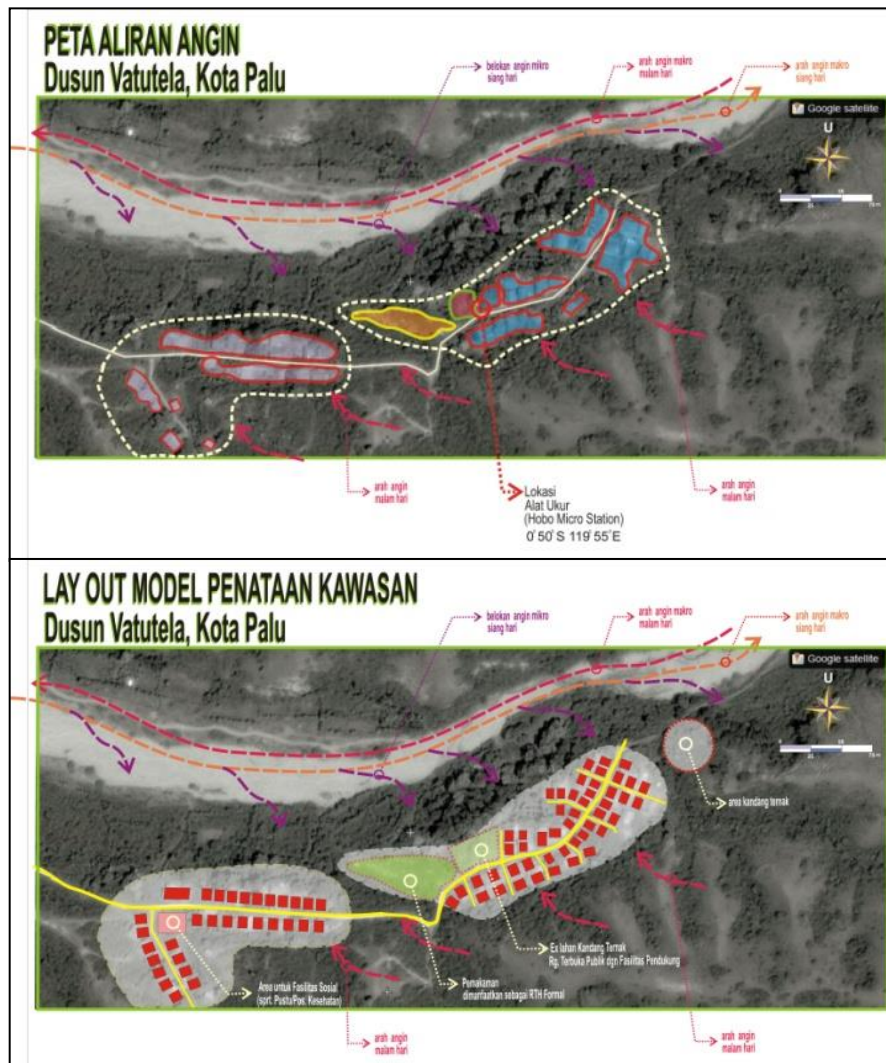 PETA ALIRAN ANGIN
Dusun Vatutela, Kota Palu
belokan angin mikro
siang hari
arah angin makro
malam hari
arah angin makro
siang hari
Google satellite
U
arah angin
malam hari
Lokasi
Alat Ukur
(Hobo Micro Station)
0°50'S 119°55'E
arah angin
malam hari
LAY OUT MODEL PENATAAN KAWASAN
Dusun Vatutela, Kota Palu
belokan angin mikro
siang hari
arah angin makro
malam hari
arah angin makro
siang hari
Google satellite
U
area kandang ternak
Ex lahan Kandang Ternak
Rg. Terbuka Publik dgn Fasilitas Pendukung
Pemakaman
dimanfaatkan sebagai RTH Formal
Area untuk Fasilitas Sosial
(sprt. Pustu/Pos. Kesehatan)
arah angin
malam hari
arah angin
malam hari